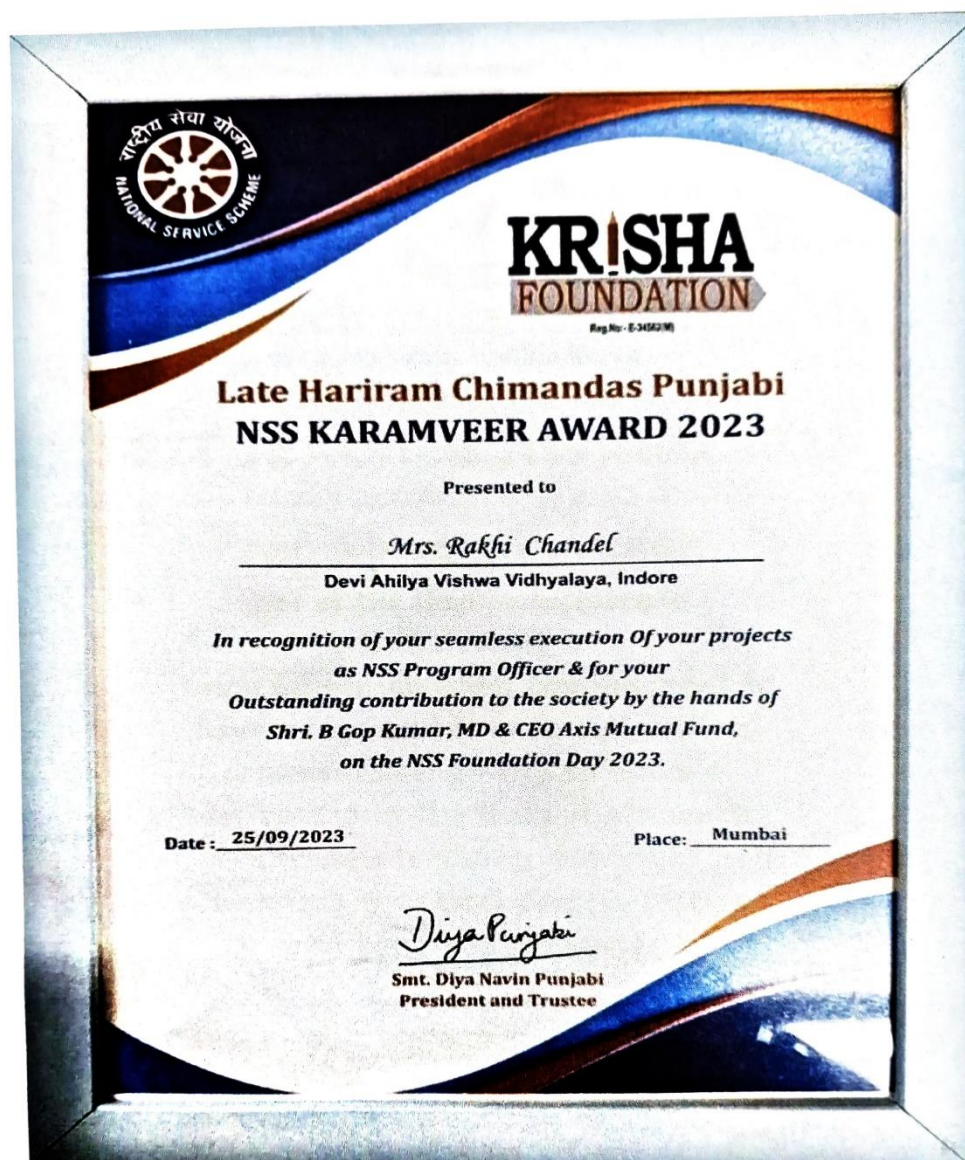 राष्ट्रीय सेवा योजना
NATIONAL SERVICE SCHEME
KRISHA
FOUNDATION
Reg.No:- E-34563(M)
Late Hariram Chimandas Punjabi
NSS KARAMVEER AWARD 2023
Presented to
Mrs. Rakhi Chandel
Devi Ahilya Vishwa Vidhyalaya, Indore
In recognition of your seamless execution Of your projects
as NSS Program Officer & for your
Outstanding contribution to the society by the hands of
Shri. B Gop Kumar, MD & CEO Axis Mutual Fund,
on the NSS Foundation Day 2023.
Date: 25/09/2023
Place: Mumbai
Diya Punjabi
Smt. Diya Navin Punjabi
President and Trustee